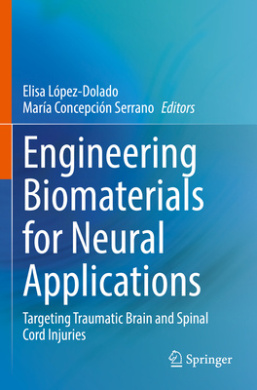 Elisa López-Dolado
María Concepción Serrano Editors
Engineering
Biomaterials
for Neural
Applications
Targeting Traumatic Brain and Spinal
Cord Injuries
Springer